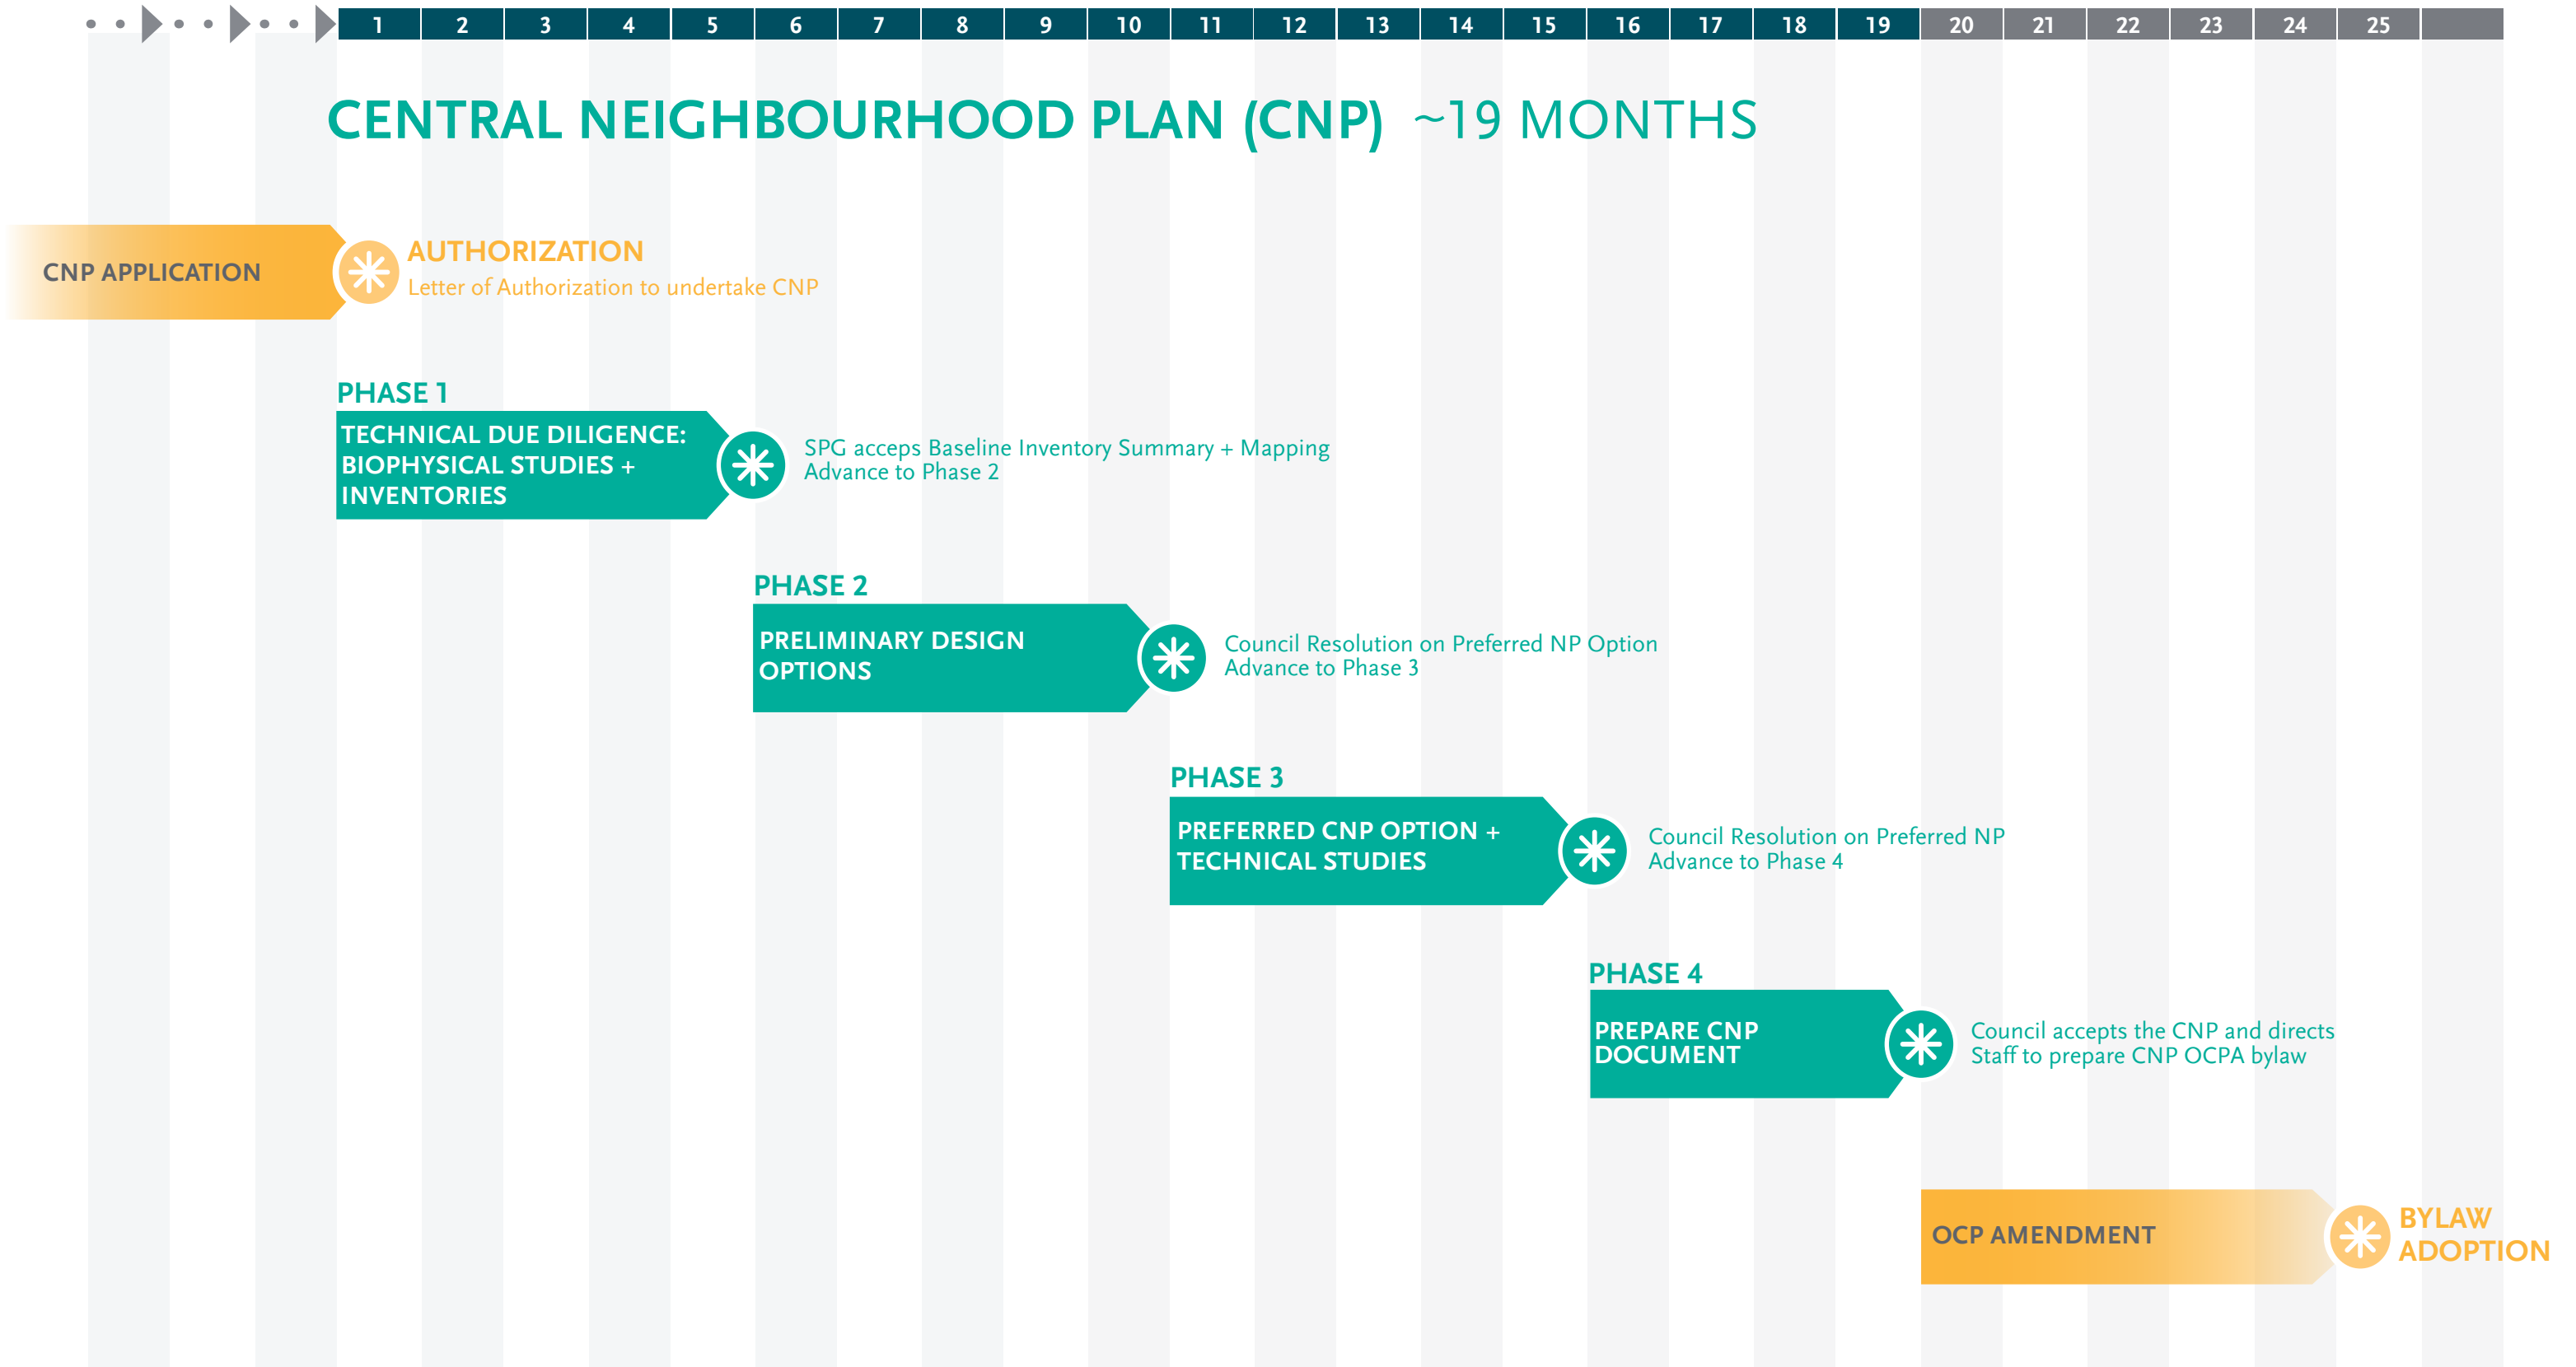 1 2 3 4 5 6 7 8 9 10 11 12 13 14 15 16 17 18 19 20 21 22 23 24 25
CENTRAL NEIGHBOURHOOD PLAN (CNP) ~19 MONTHS
CNP APPLICATION
AUTHORIZATION
Letter of Authorization to undertake CNP
PHASE 1
TECHNICAL DUE DILIGENCE:
BIOPHYSICAL STUDIES +
INVENTORIES
SPG acceps Baseline Inventory Summary + Mapping
Advance to Phase 2
PHASE 2
PRELIMINARY DESIGN
OPTIONS
Council Resolution on Preferred NP Option
Advance to Phase 3
PHASE 3
PREFERRED CNP OPTION +
TECHNICAL STUDIES
Council Resolution on Preferred NP
Advance to Phase 4
PHASE 4
PREPARE CNP
DOCUMENT
Council accepts the CNP and directs
Staff to prepare CNP OCPA bylaw
OCP AMENDMENT
BYLAW
ADOPTION